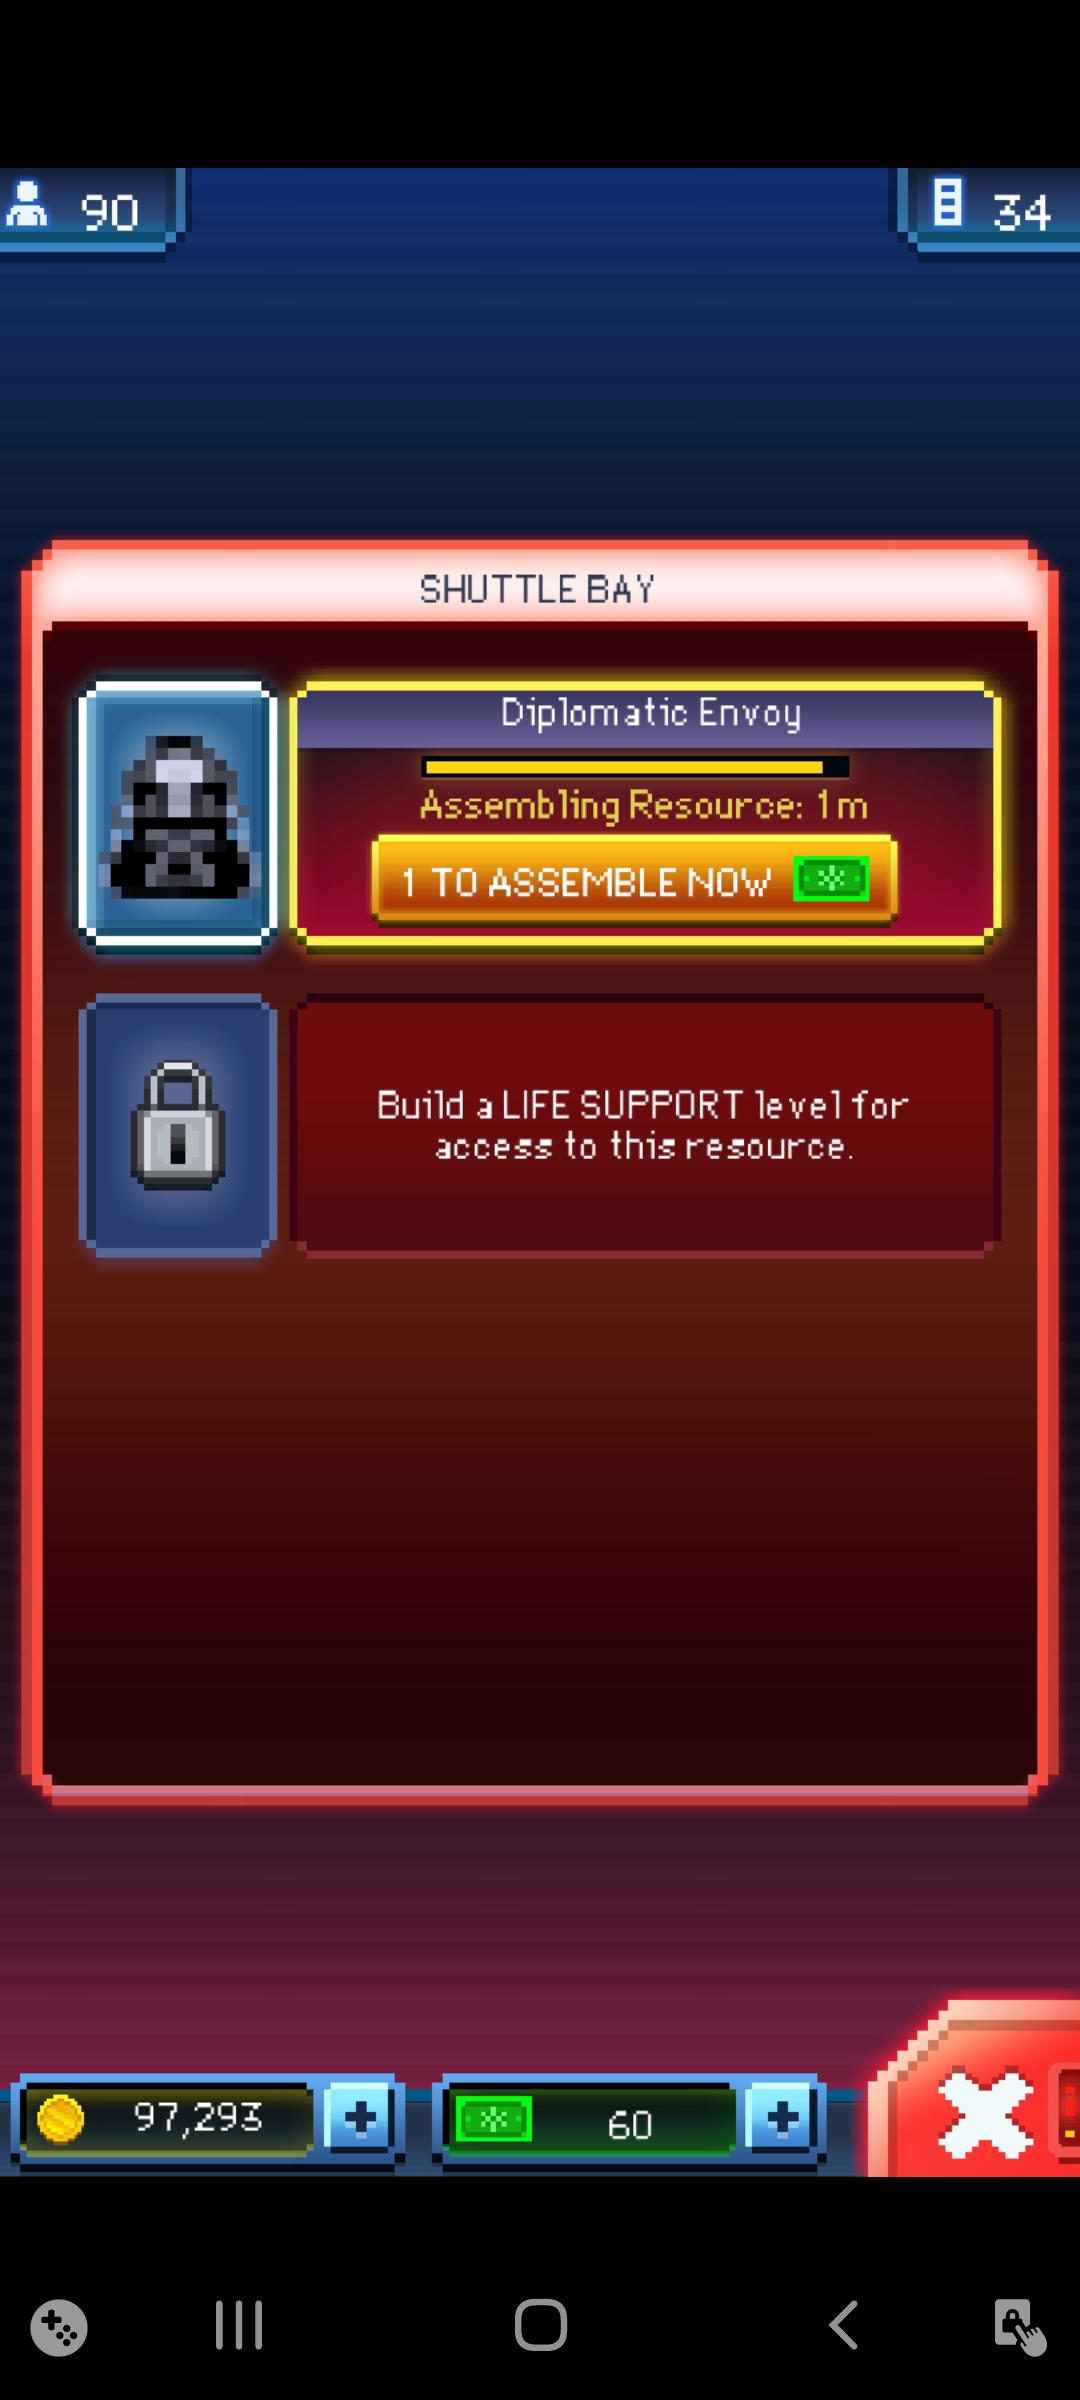 90
34
SHUTTLE BAY
Diplomatic Envoy
Assembling Resource: 1m
1 TO ASSEMBLE NOW
Build a LIFE SUPPORT level for
access to this resource.
97,293
60